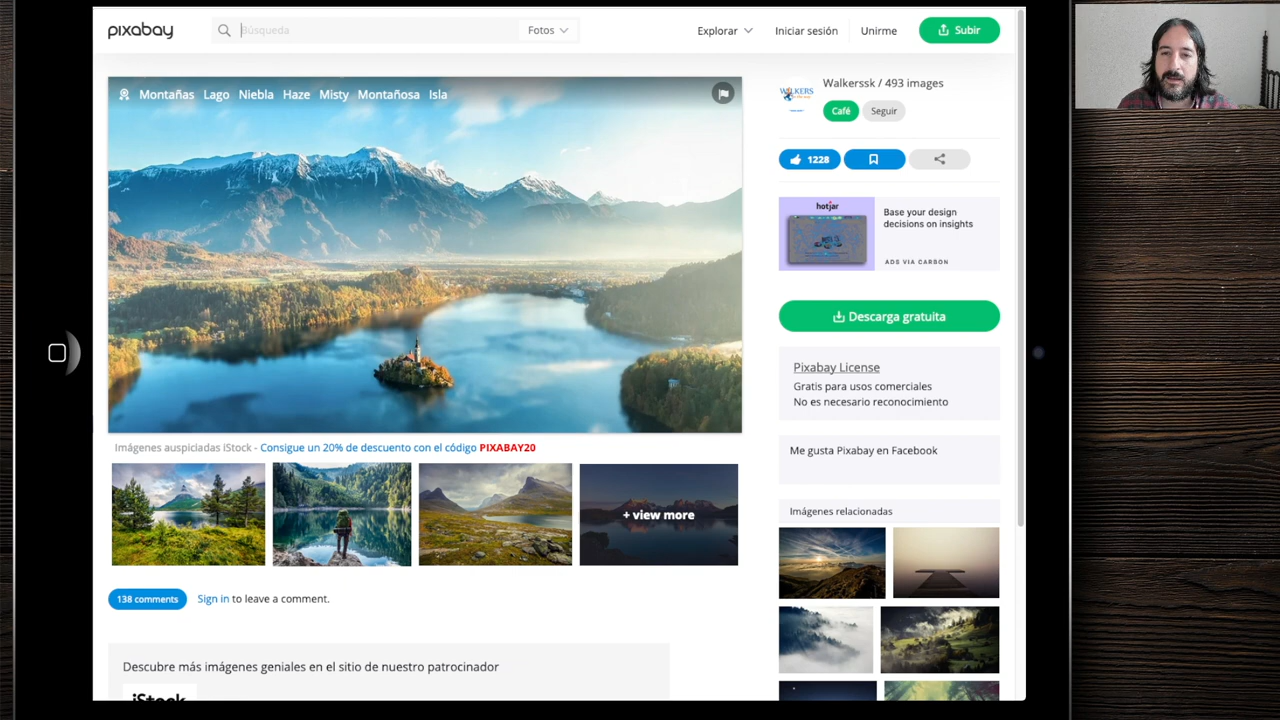 pixabay
Búsqueda
Fotos
Explorar
Iniciar sesión
Unirme
Subir
Montañas Lago Niebla Haze Misty Montañosa Isla
WALKERS
Walkerssk / 493 images
Café
Seguir
1228
hotjar
Base your design
decisions on insights
ADS VIA CARBON
Descarga gratuita
Pixabay License
Gratis para usos comerciales
No es necesario reconocimiento
Imágenes auspiciadas iStock - Consigue un 20% de descuento con el código PIXABAY20
Me gusta Pixabay en Facebook
+ view more
Imágenes relacionadas
138 comments
Sign in to leave a comment.
Descubre más imágenes geniales en el sitio de nuestro patrocinador
iStock